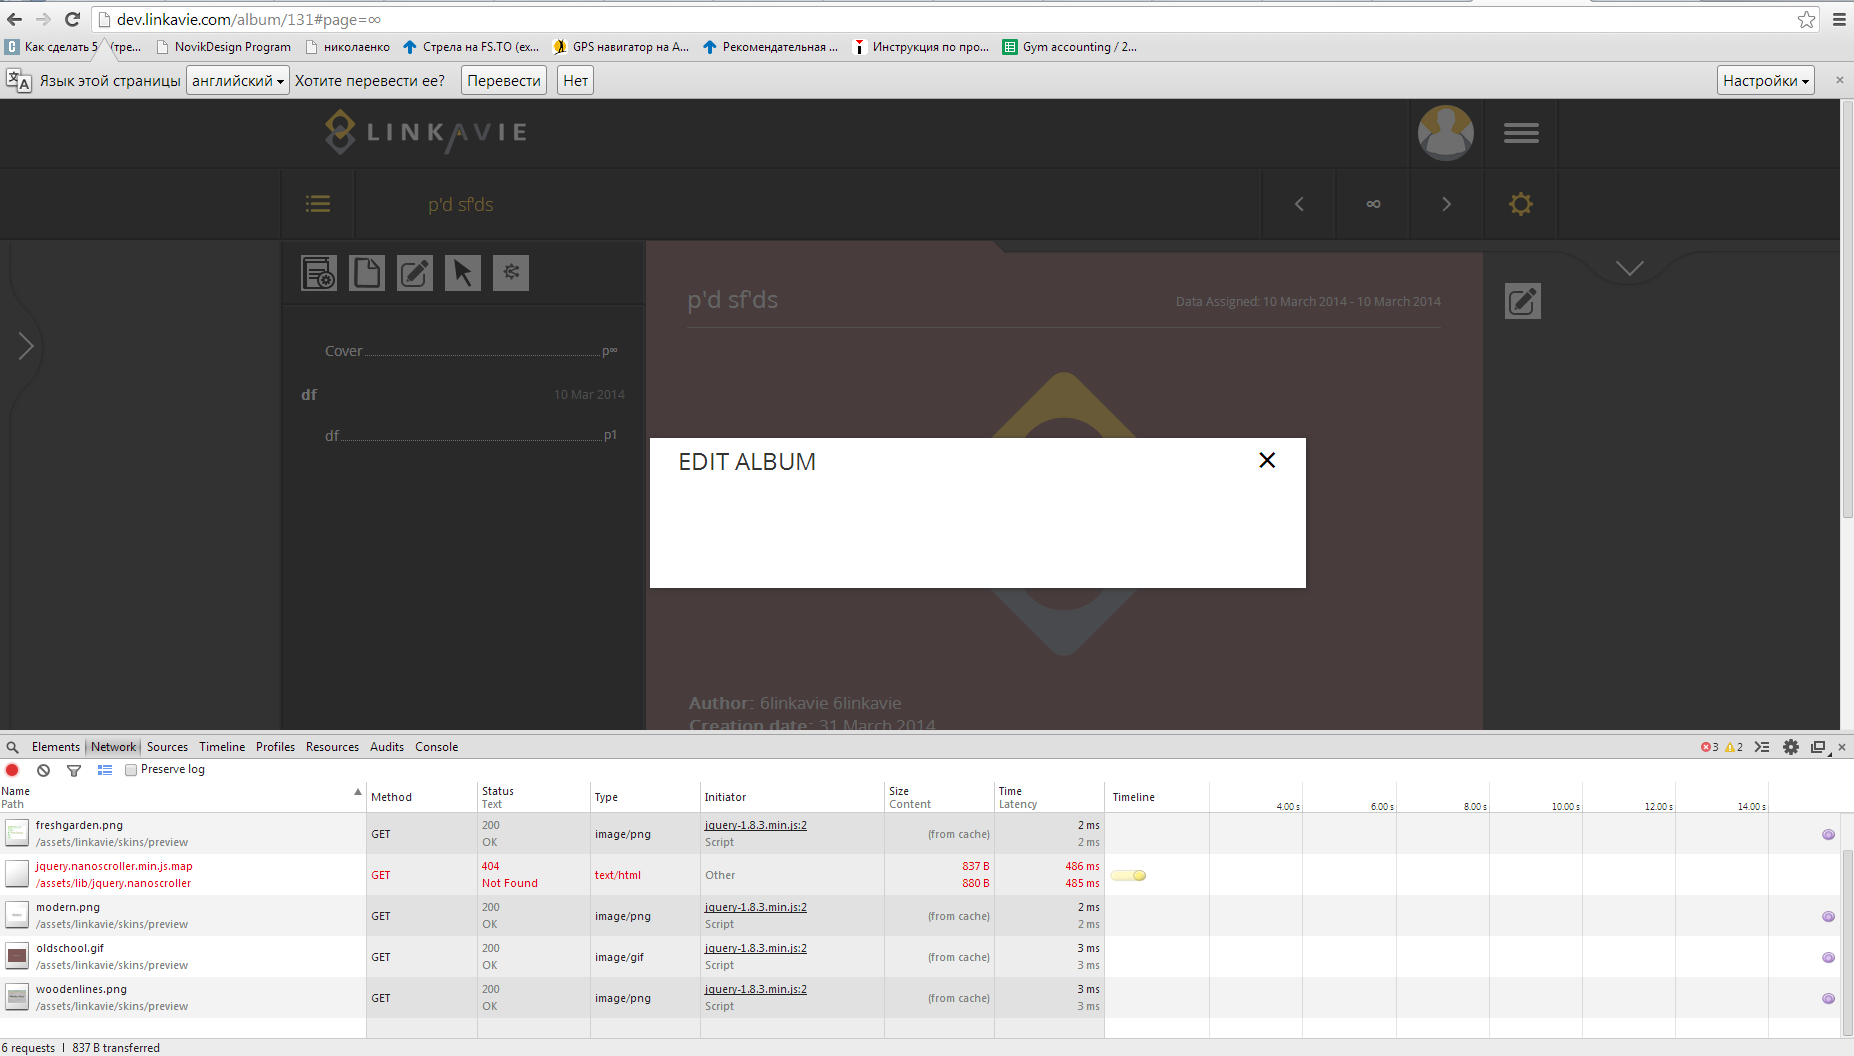 dev.linkavie.com/album/131#page=∞
Как сделать 5 (тре... NovikDesign Program николаенко Стрела на FS.TO (ex... GPS навигатор на A... Рекомендательная ... Инструкция по про... Gym accounting / 2...
Язык этой страницы английский Хотите перевести ее? Перевести Нет Настройки
LINKAVIE
p'd sf'ds ∞
p'd sf'ds Data Assigned: 10 March 2014 - 10 March 2014
Cover p∞
df 10 Mar 2014
df p1
EDIT ALBUM
Author: 6linkavie 6linkavie
Creation date: 31 March 2014
Elements Network Sources Timeline Profiles Resources Audits Console 3 2
Preserve log
Name Method Status Type Initiator Size Time Timeline
Path Text Content Latency 4.00 s 6.00 s 8.00 s 10.00 s 12.00 s 14.00 s
freshgarden.png GET 200 image/png jquery-1.8.3.min.js:2 (from cache) 2 ms
/assets/linkavie/skins/preview OK Script 2 ms
jquery.nanoscroller.min.js.map GET 404 text/html Other 837 B 486 ms
/assets/lib/jquery.nanoscroller Not Found 880 B 485 ms
modern.png GET 200 image/png jquery-1.8.3.min.js:2 (from cache) 2 ms
/assets/linkavie/skins/preview OK Script 2 ms
oldschool.gif GET 200 image/gif jquery-1.8.3.min.js:2 (from cache) 3 ms
/assets/linkavie/skins/preview OK Script 3 ms
woodenlines.png GET 200 image/png jquery-1.8.3.min.js:2 (from cache) 3 ms
/assets/linkavie/skins/preview OK Script 3 ms
6 requests | 837 B transferred